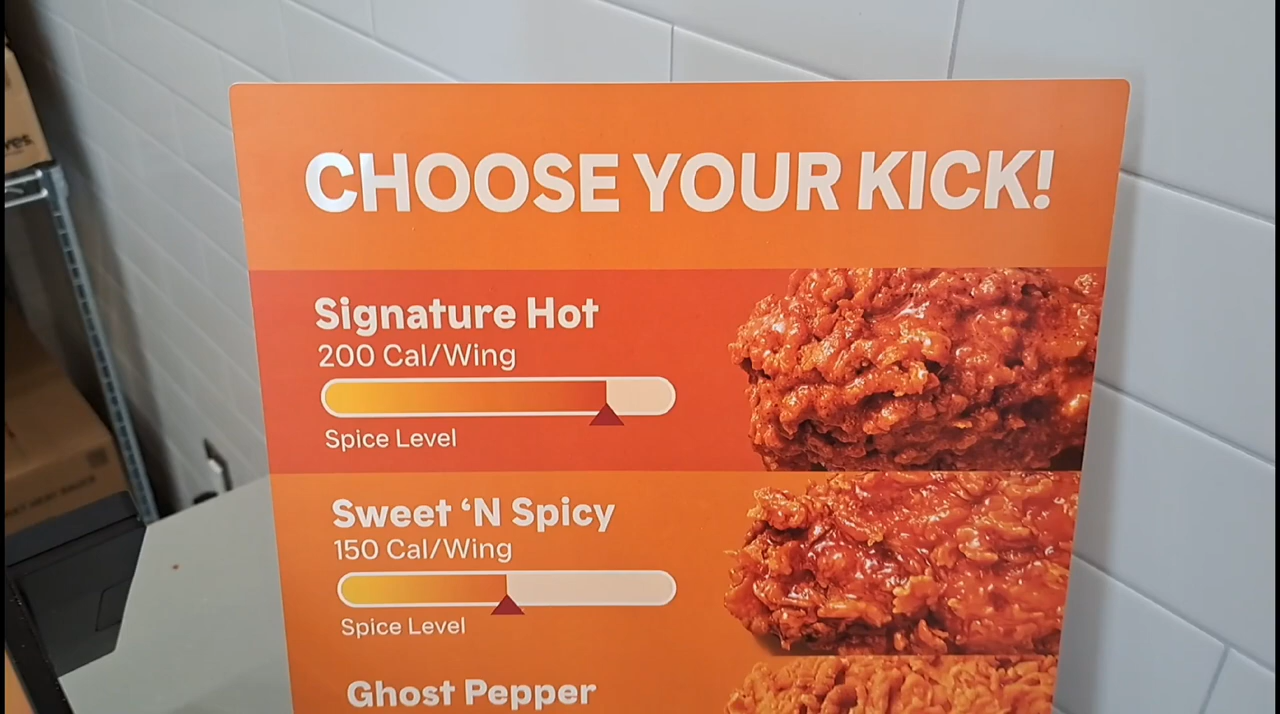 CHOOSE YOUR KICK!
Signature Hot
200 Cal/Wing
Spice Level
Sweet ‘N Spicy
150 Cal/Wing
Spice Level
Ghost Pepper